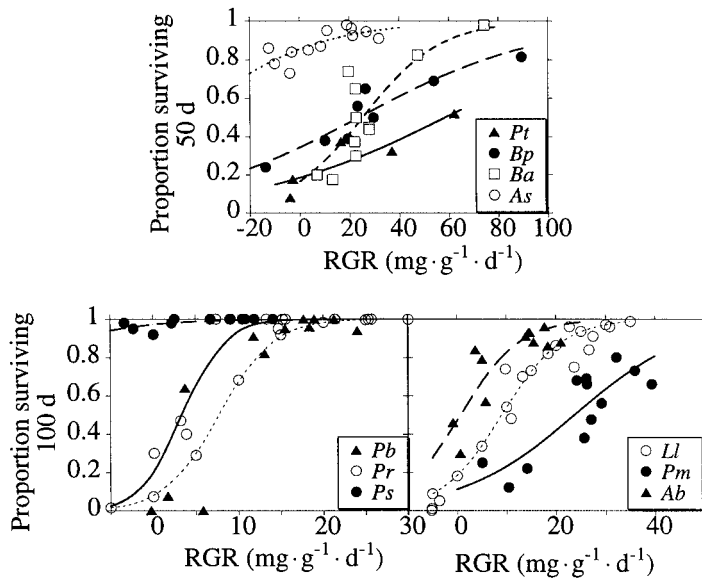 Proportion surviving
50 d
1
0.8
0.6
0.4
0.2
0
-20 0 20 40 60 80 100
RGR (mg·g⁻¹·d⁻¹)
Pt
Bp
Ba
As
Proportion surviving
100 d
1
0.8
0.6
0.4
0.2
0
0 10 20 30
RGR (mg·g⁻¹·d⁻¹)
Pb
Pr
Ps
0 20 40
RGR (mg·g⁻¹·d⁻¹)
Ll
Pm
Ab